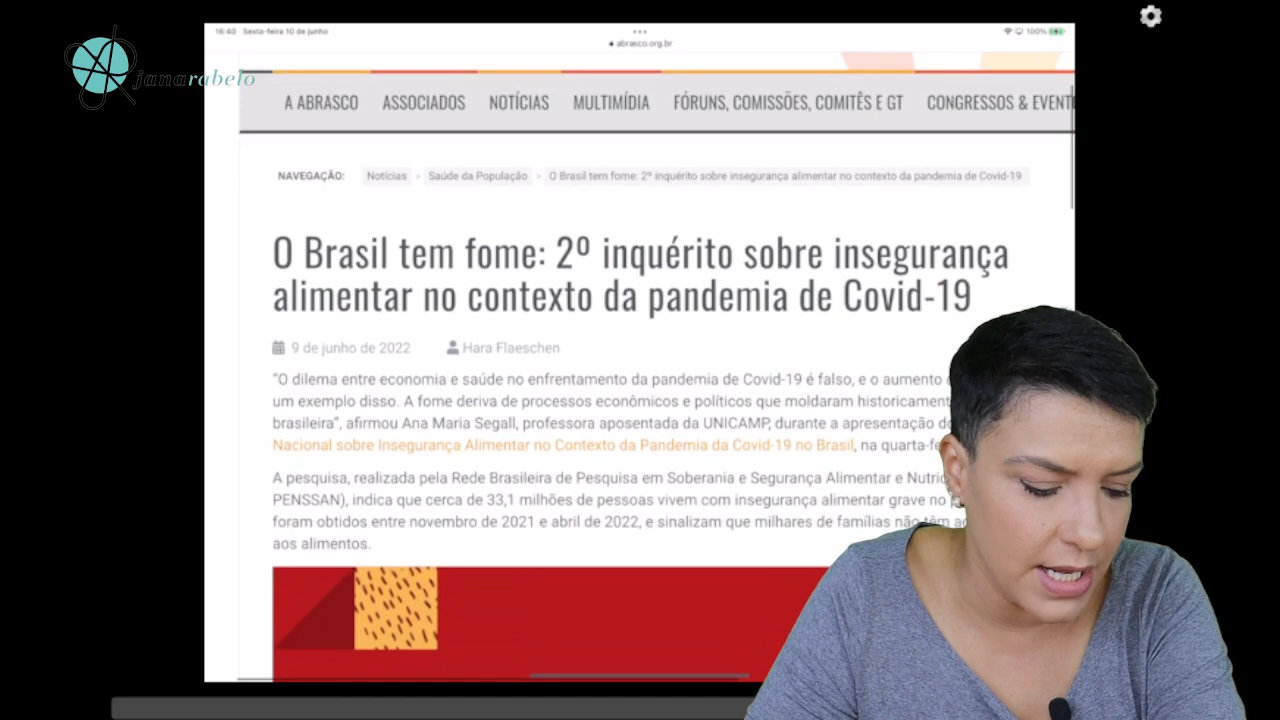 16:40 Sexta-feira 10 de junho
100%
abrasco.org.br
janarabelo
A ABRASCO ASSOCIADOS NOTÍCIAS MULTIMÍDIA FÓRUNS, COMISSÕES, COMITÊS E GT CONGRESSOS & EVENT
NAVEGAÇÃO: Notícias > Saúde da População > O Brasil tem fome: 2º inquérito sobre insegurança alimentar no contexto da pandemia de Covid-19
O Brasil tem fome: 2º inquérito sobre insegurança
alimentar no contexto da pandemia de Covid-19
9 de junho de 2022 Hara Flaeschen
“O dilema entre economia e saúde no enfrentamento da pandemia de Covid-19 é falso, e o aumento
um exemplo disso. A fome deriva de processos econômicos e políticos que moldaram historicament
brasileira”, afirmou Ana Maria Segall, professora aposentada da UNICAMP, durante a apresentação do
Nacional sobre Insegurança Alimentar no Contexto da Pandemia da Covid-19 no Brasil, na quarta-fe
A pesquisa, realizada pela Rede Brasileira de Pesquisa em Soberania e Segurança Alimentar e Nutric
PENSSAN), indica que cerca de 33,1 milhões de pessoas vivem com insegurança alimentar grave no
foram obtidos entre novembro de 2021 e abril de 2022, e sinalizam que milhares de famílias não têm
aos alimentos.